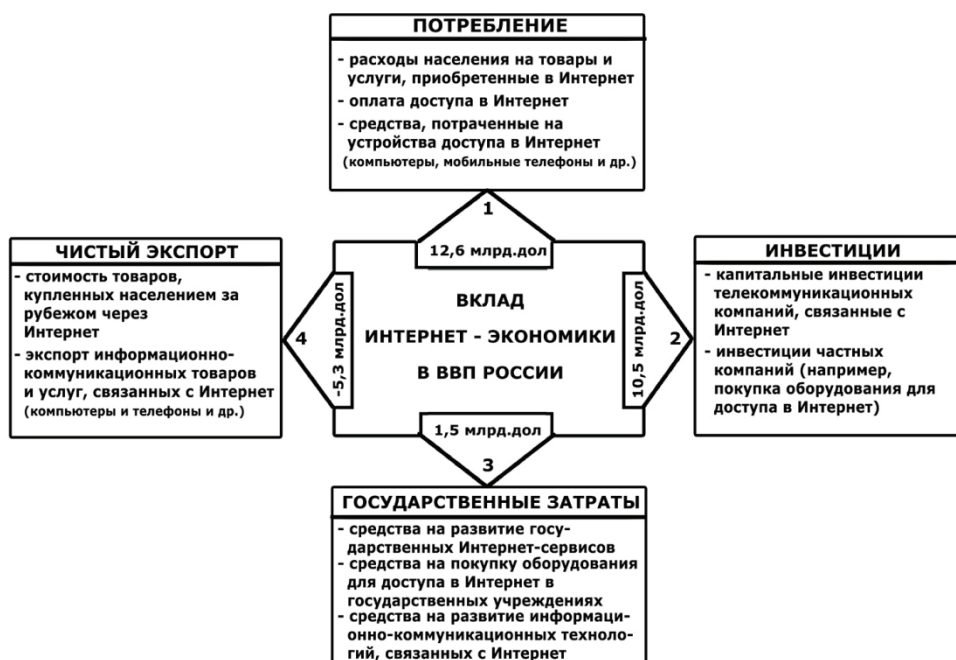 ПОТРЕБЛЕНИЕ
- расходы населения на товары и
услуги, приобретенные в Интернет
- оплата доступа в Интернет
- средства, потраченные на
устройства доступа в Интернет
(компьютеры, мобильные телефоны и др.)
1
12,6 млрд.дол
ЧИСТЫЙ ЭКСПОРТ
- стоимость товаров,
купленных населением за
рубежом через
Интернет
- экспорт информационно-
коммуникационных товаров
и услуг, связанных с Интернет
(компьютеры и телефоны и др.)
4
-5,3 млрд.дол
ВКЛАД
ИНТЕРНЕТ - ЭКОНОМИКИ
В ВВП РОССИИ
10,5 млрд.дол
2
ИНВЕСТИЦИИ
- капитальные инвестиции
телекоммуникационных
компаний, связанные с
Интернет
- инвестиции частных
компаний (например,
покупка оборудования для
доступа в Интернет)
1,5 млрд.дол
3
ГОСУДАРСТВЕННЫЕ ЗАТРАТЫ
- средства на развитие госу-
дарственных Интернет-сервисов
- средства на покупку оборудования
для доступа в Интернет в
государственных учреждениях
- средства на развитие информаци-
онно-коммуникационных техноло-
гий, связанных с Интернет